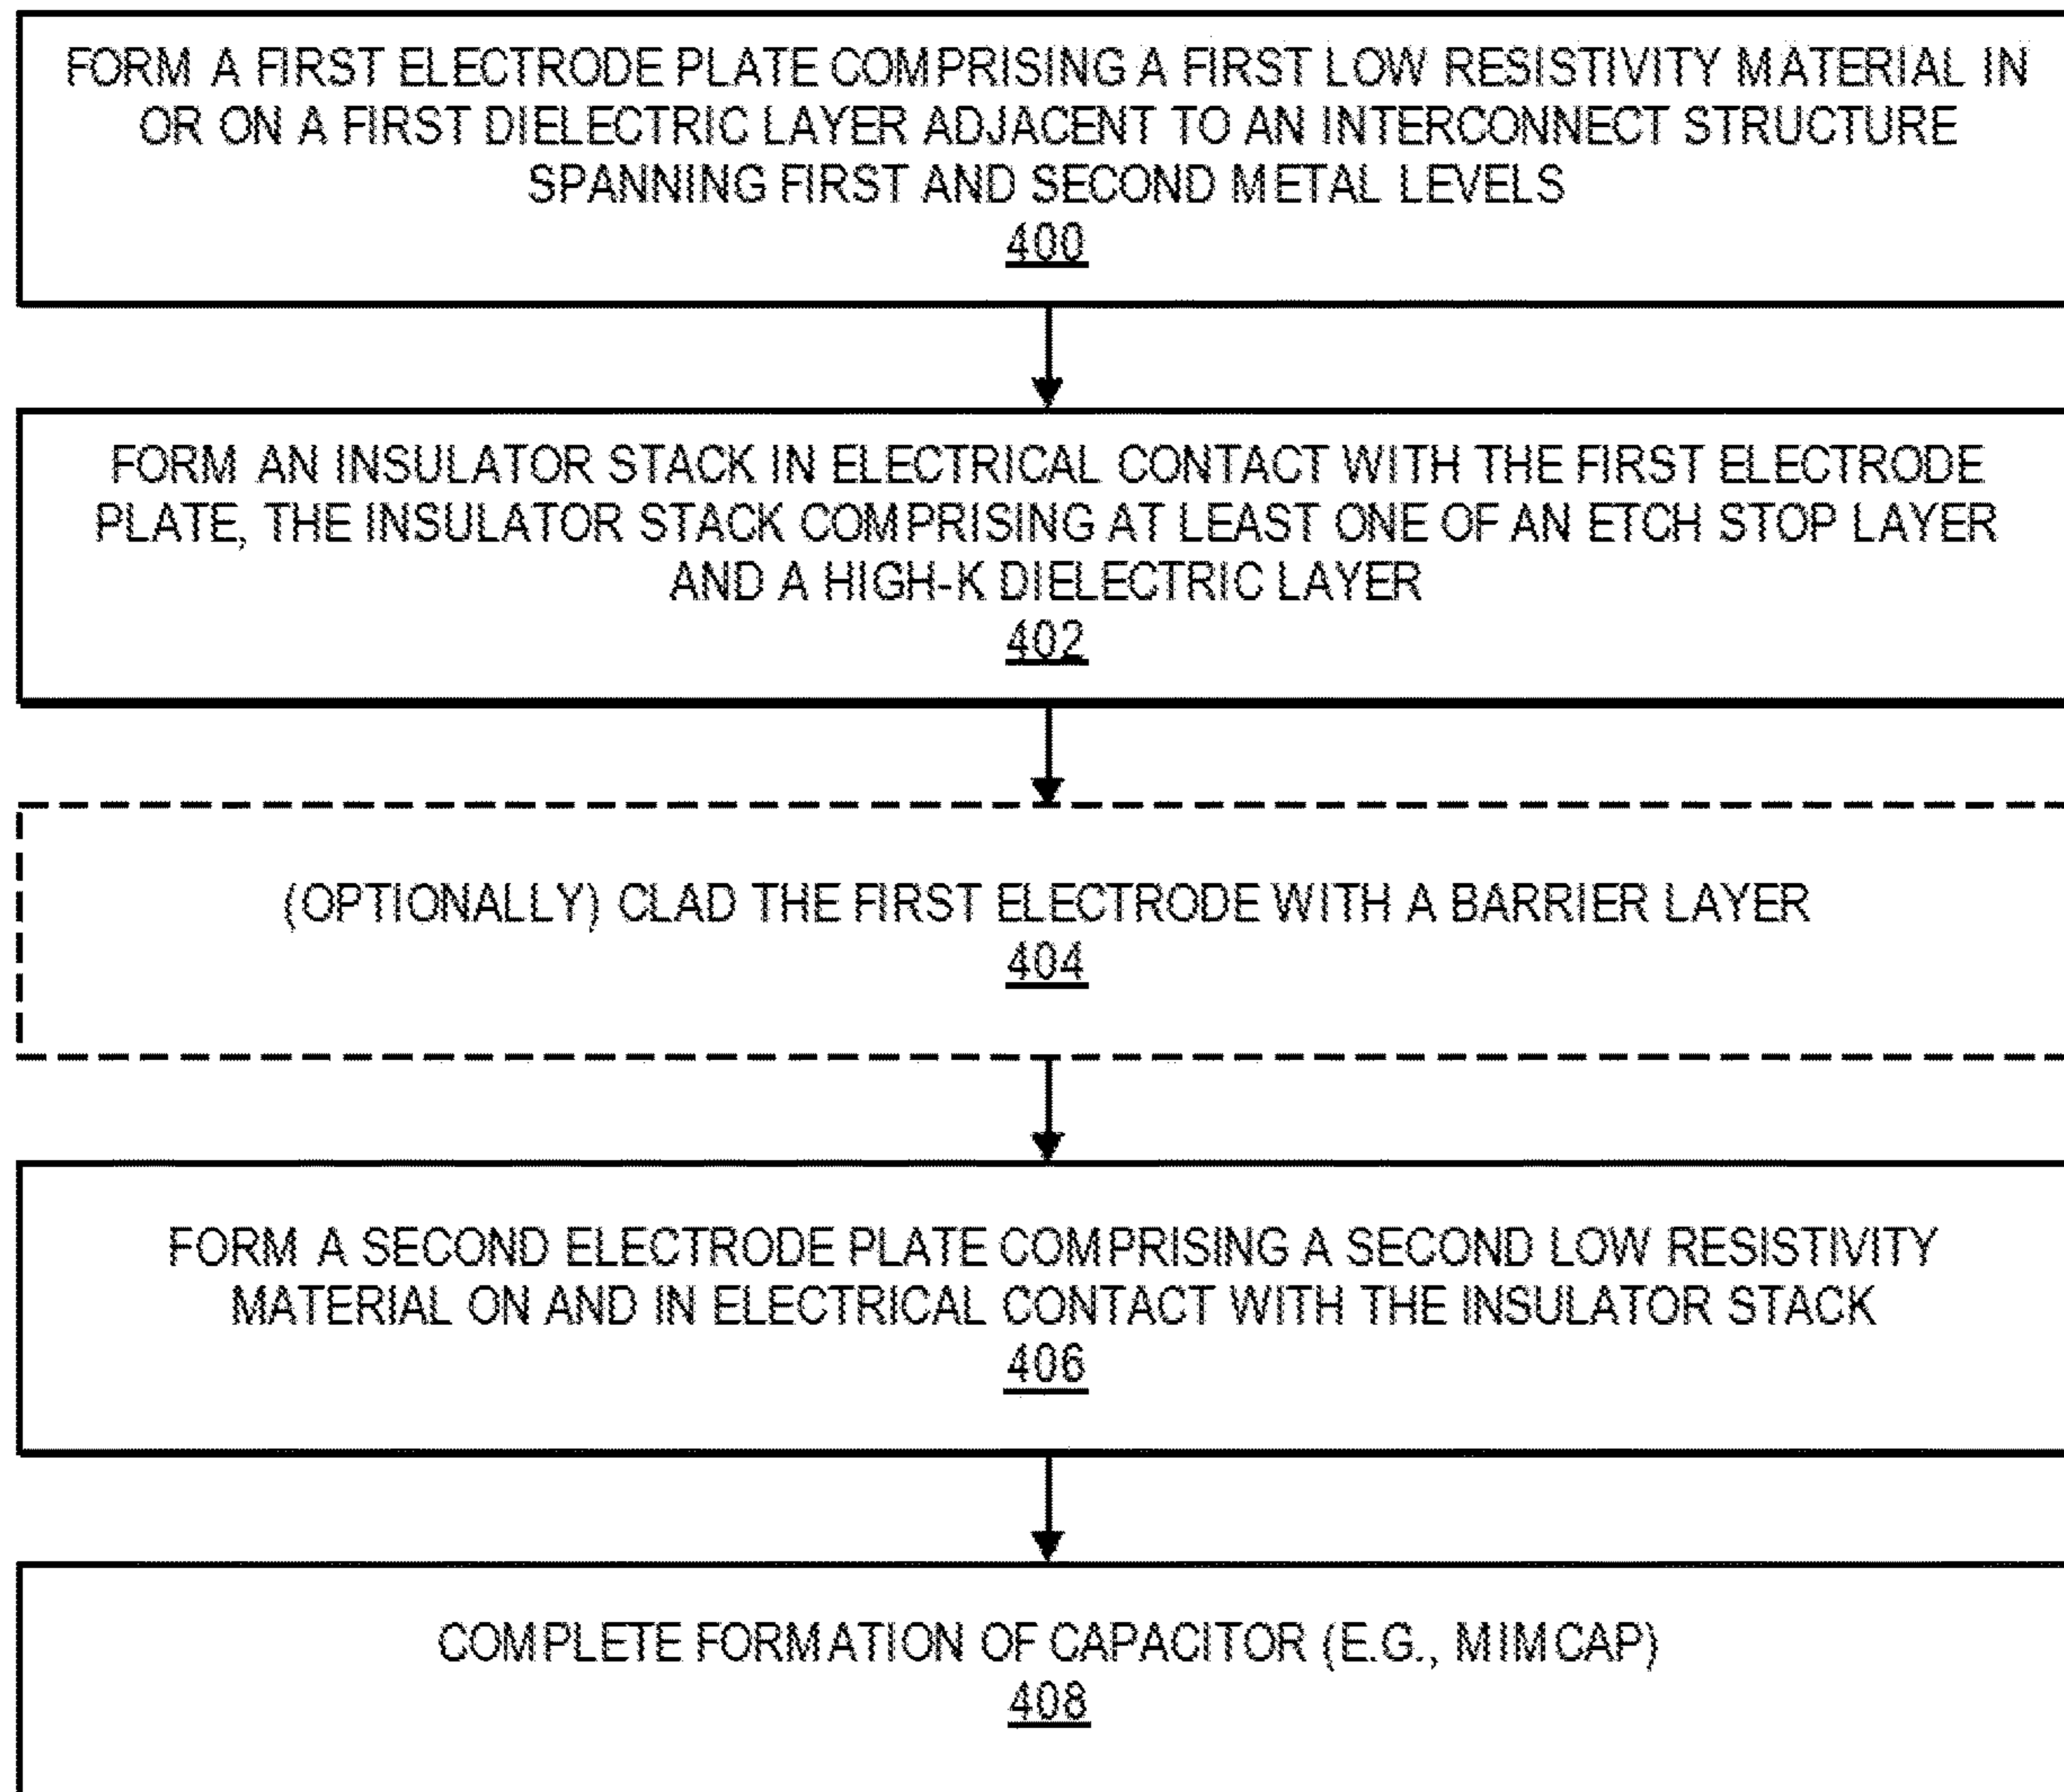 FORM A FIRST ELECTRODE PLATE COMPRISING A FIRST LOW RESISTIVITY MATERIAL IN
OR ON A FIRST DIELECTRIC LAYER ADJACENT TO AN INTERCONNECT STRUCTURE
SPANNING FIRST AND SECOND METAL LEVELS
400
FORM AN INSULATOR STACK IN ELECTRICAL CONTACT WITH THE FIRST ELECTRODE
PLATE, THE INSULATOR STACK COMPRISING AT LEAST ONE OF AN ETCH STOP LAYER
AND A HIGH-K DIELECTRIC LAYER
402
(OPTIONALLY) CLAD THE FIRST ELECTRODE WITH A BARRIER LAYER
404
FORM A SECOND ELECTRODE PLATE COMPRISING A SECOND LOW RESISTIVITY
MATERIAL ON AND IN ELECTRICAL CONTACT WITH THE INSULATOR STACK
406
COMPLETE FORMATION OF CAPACITOR (E.G., MIMCAP)
408